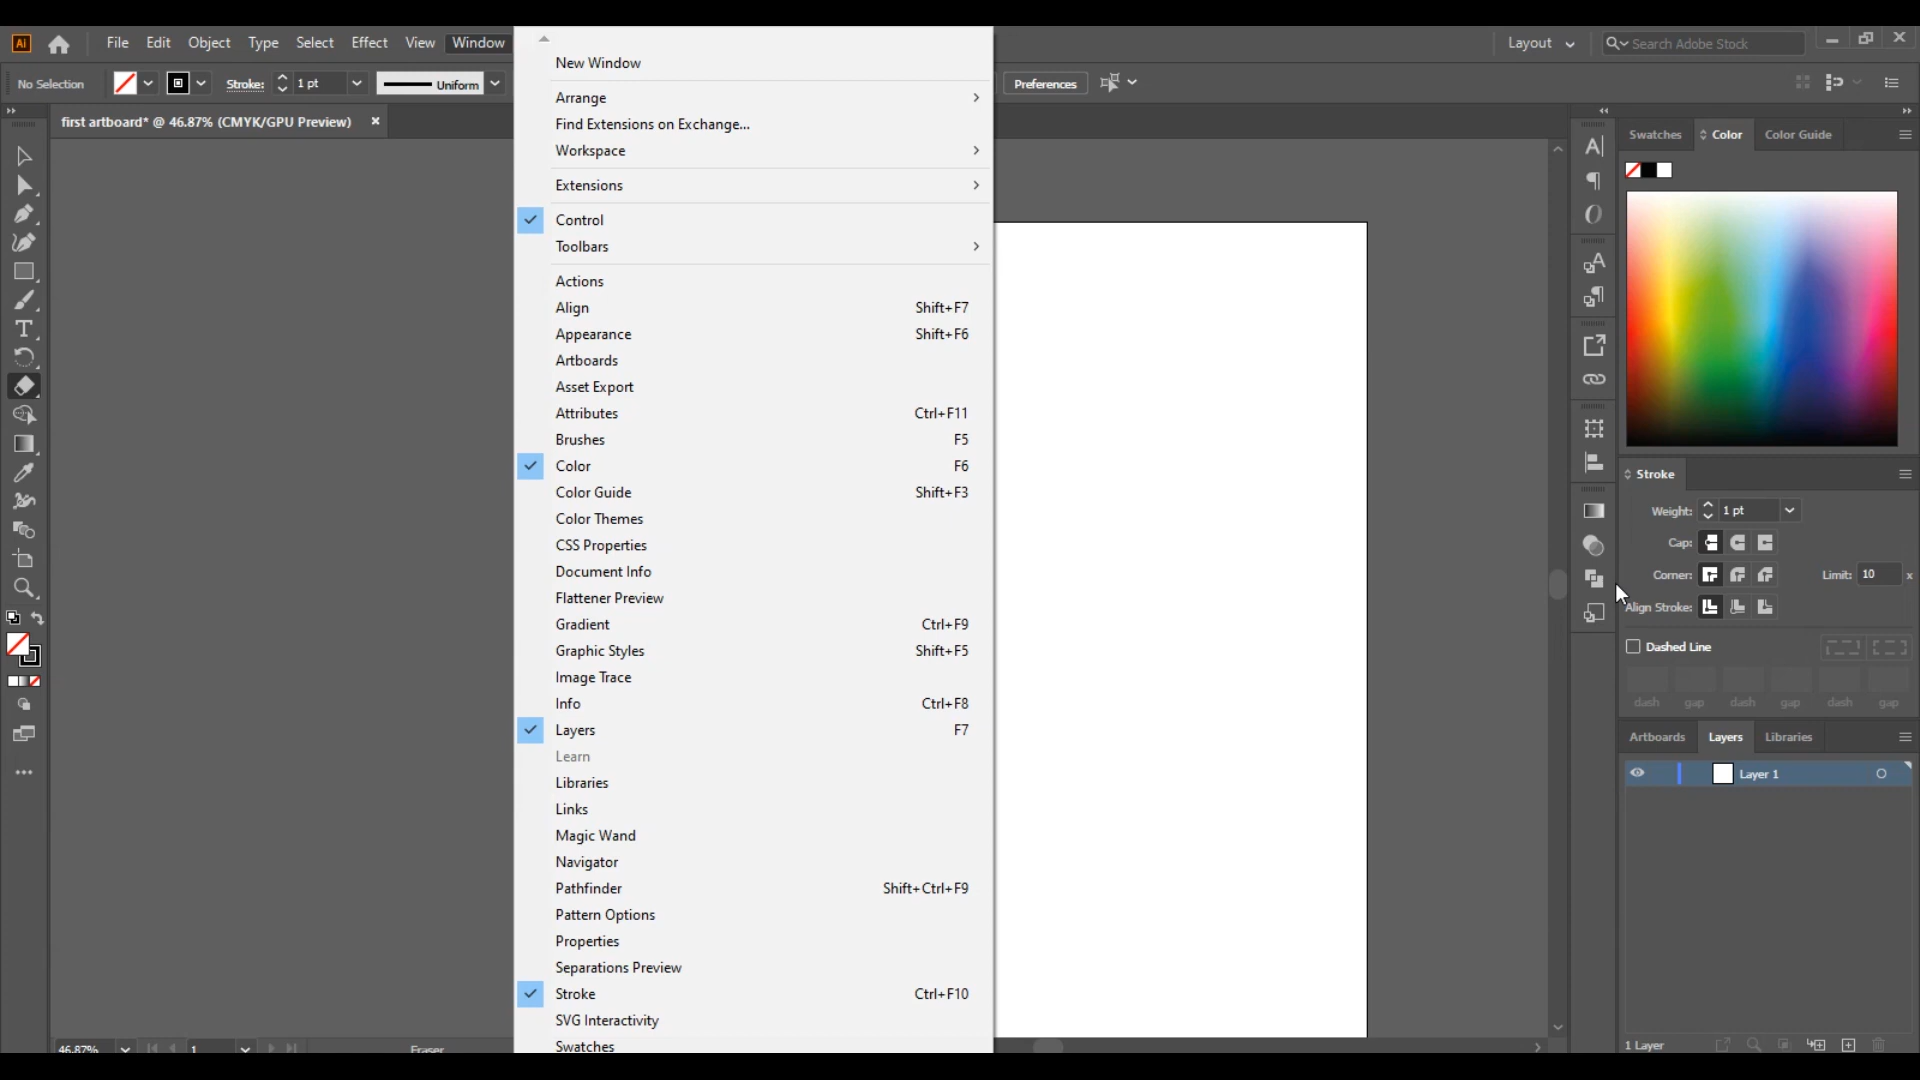 Ai File Edit Object Type Select Effect View Window Layout Search Adobe Stock
No Selection Stroke: 1 pt Uniform Preferences
first artboard* @ 46.87% (CMYK/GPU Preview) ×
New Window
Arrange
Find Extensions on Exchange...
Workspace
Extensions
Control
Toolbars
Actions
Align Shift+F7
Appearance Shift+F6
Artboards
Asset Export
Attributes Ctrl+F11
Brushes F5
Color F6
Color Guide Shift+F3
Color Themes
CSS Properties
Document Info
Flattener Preview
Gradient Ctrl+F9
Graphic Styles Shift+F5
Image Trace
Info Ctrl+F8
Layers F7
Learn
Libraries
Links
Magic Wand
Navigator
Pathfinder Shift+Ctrl+F9
Pattern Options
Properties
Separations Preview
Stroke Ctrl+F10
SVG Interactivity
Swatches
Swatches Color Color Guide
Stroke
Weight: 1 pt
Cap:
Corner: Limit: 10 x
Align Stroke:
Dashed Line
dash gap dash gap dash gap
Artboards Layers Libraries
Layer 1
1 Layer
46.87% 1 Eraser